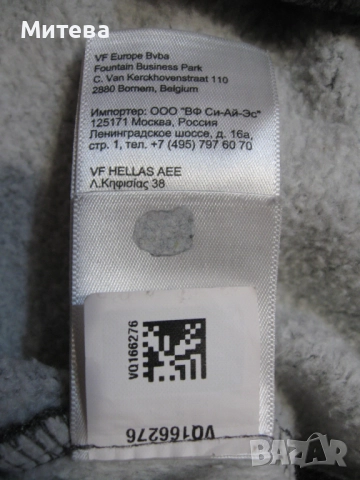 Митева
VF Europe Bvba
Fountain Business Park
C. Van Kerckhovenstraat 110
2880 Bornem, Belgium
Импортер: ООО "ВФ Си-Ай-Эс"
125171 Москва, Россия
Ленинградское шоссе, д. 16а,
стр. 1, тел. +7 (495) 797 60 70
VF HELLAS AEE
Λ.Κηφισίας 38
VQ166276
VQ166276
BAZAR